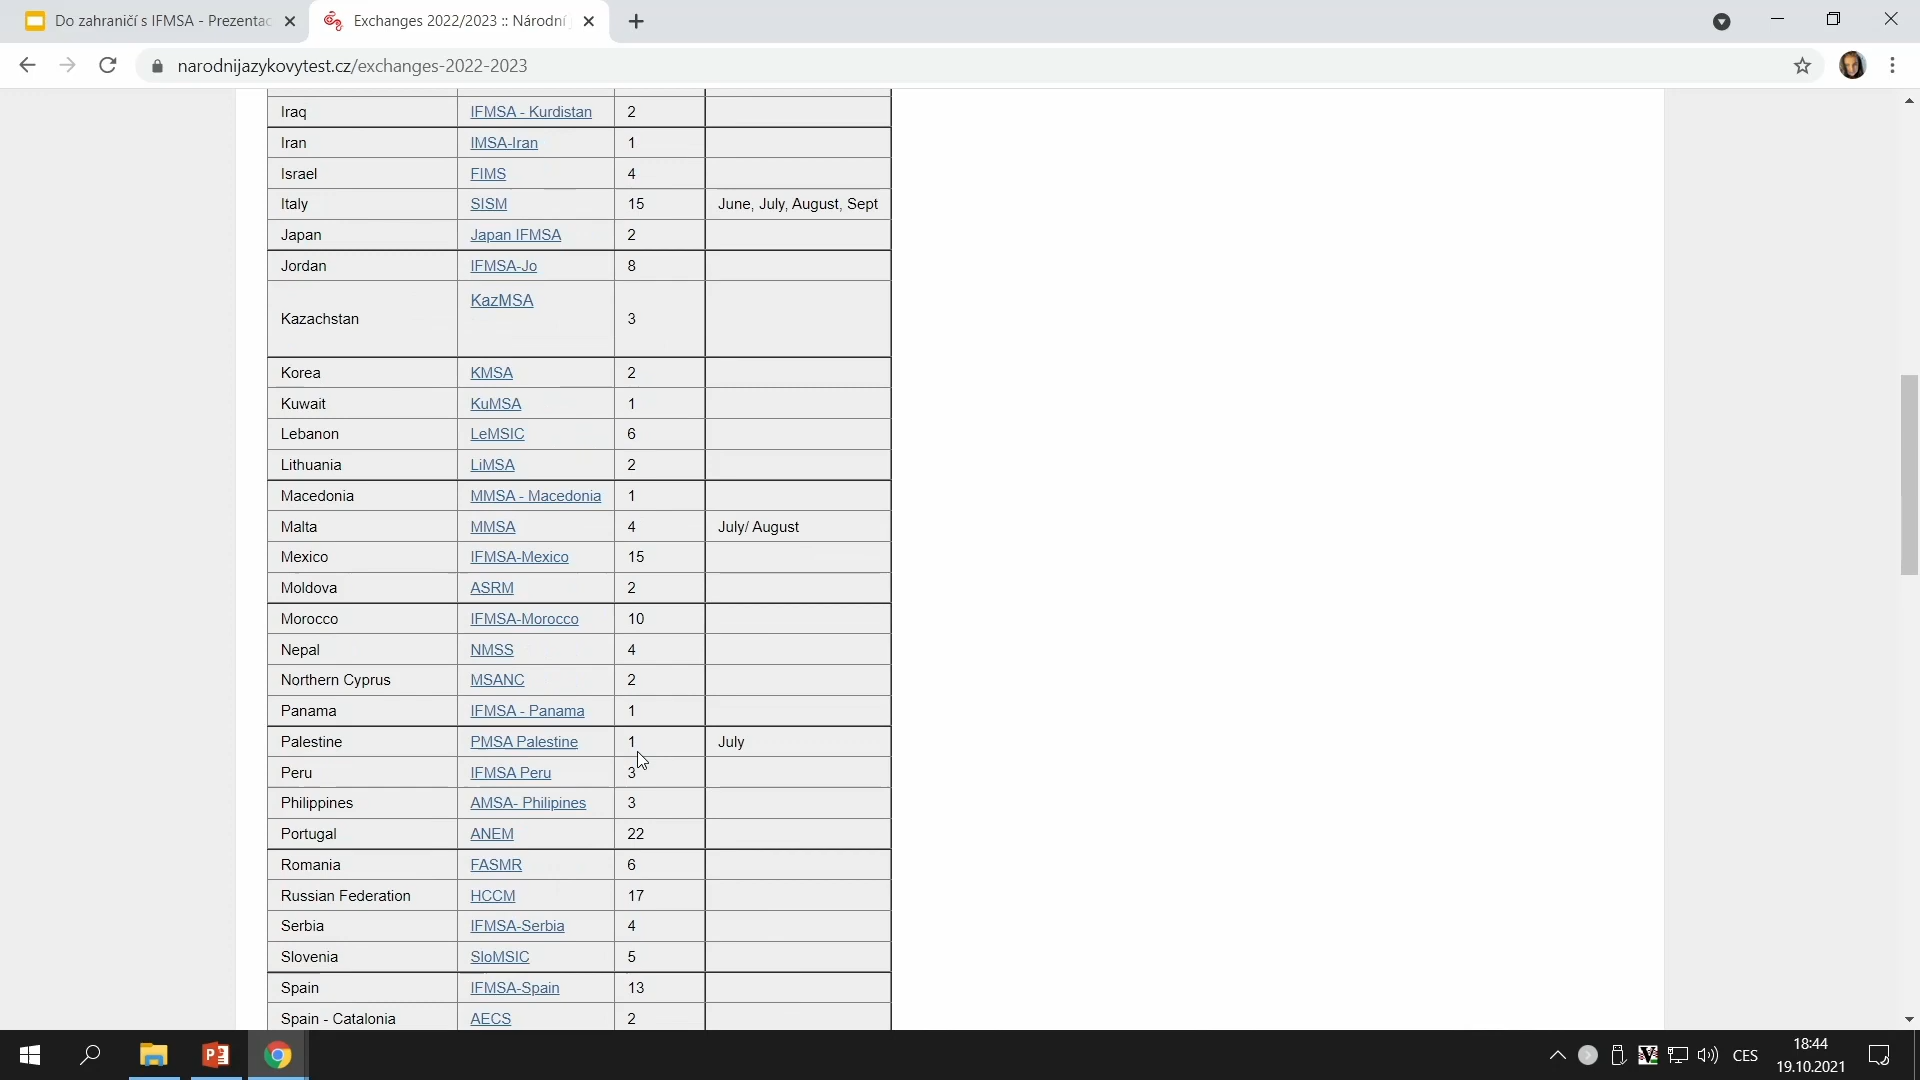 Do zahraničí s IFMSA - Prezentac
Exchanges 2022/2023 :: Národní j
narodnijazykovytest.cz/exchanges-2022-2023
Iraq IFMSA - Kurdistan 2
Iran IMSA-Iran 1
Israel FIMS 4
Italy SISM 15 June, July, August, Sept
Japan Japan IFMSA 2
Jordan IFMSA-Jo 8
Kazachstan KazMSA 3
Korea KMSA 2
Kuwait KuMSA 1
Lebanon LeMSIC 6
Lithuania LiMSA 2
Macedonia MMSA - Macedonia 1
Malta MMSA 4 July/ August
Mexico IFMSA-Mexico 15
Moldova ASRM 2
Morocco IFMSA-Morocco 10
Nepal NMSS 4
Northern Cyprus MSANC 2
Panama IFMSA - Panama 1
Palestine PMSA Palestine 1 July
Peru IFMSA Peru 3
Philippines AMSA- Philipines 3
Portugal ANEM 22
Romania FASMR 6
Russian Federation HCCM 17
Serbia IFMSA-Serbia 4
Slovenia SloMSIC 5
Spain IFMSA-Spain 13
Spain - Catalonia AECS 2
CES
18:44
19.10.2021